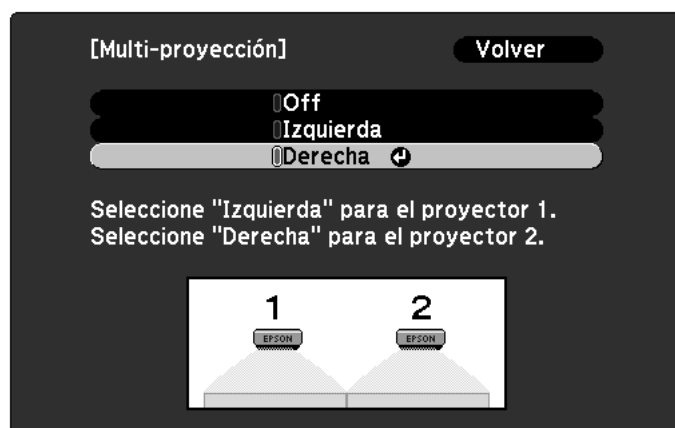 [Multi-proyección] Volver
Off
Izquierda
Derecha
Seleccione "Izquierda" para el proyector 1.
Seleccione "Derecha" para el proyector 2.
1 2
EPSON EPSON